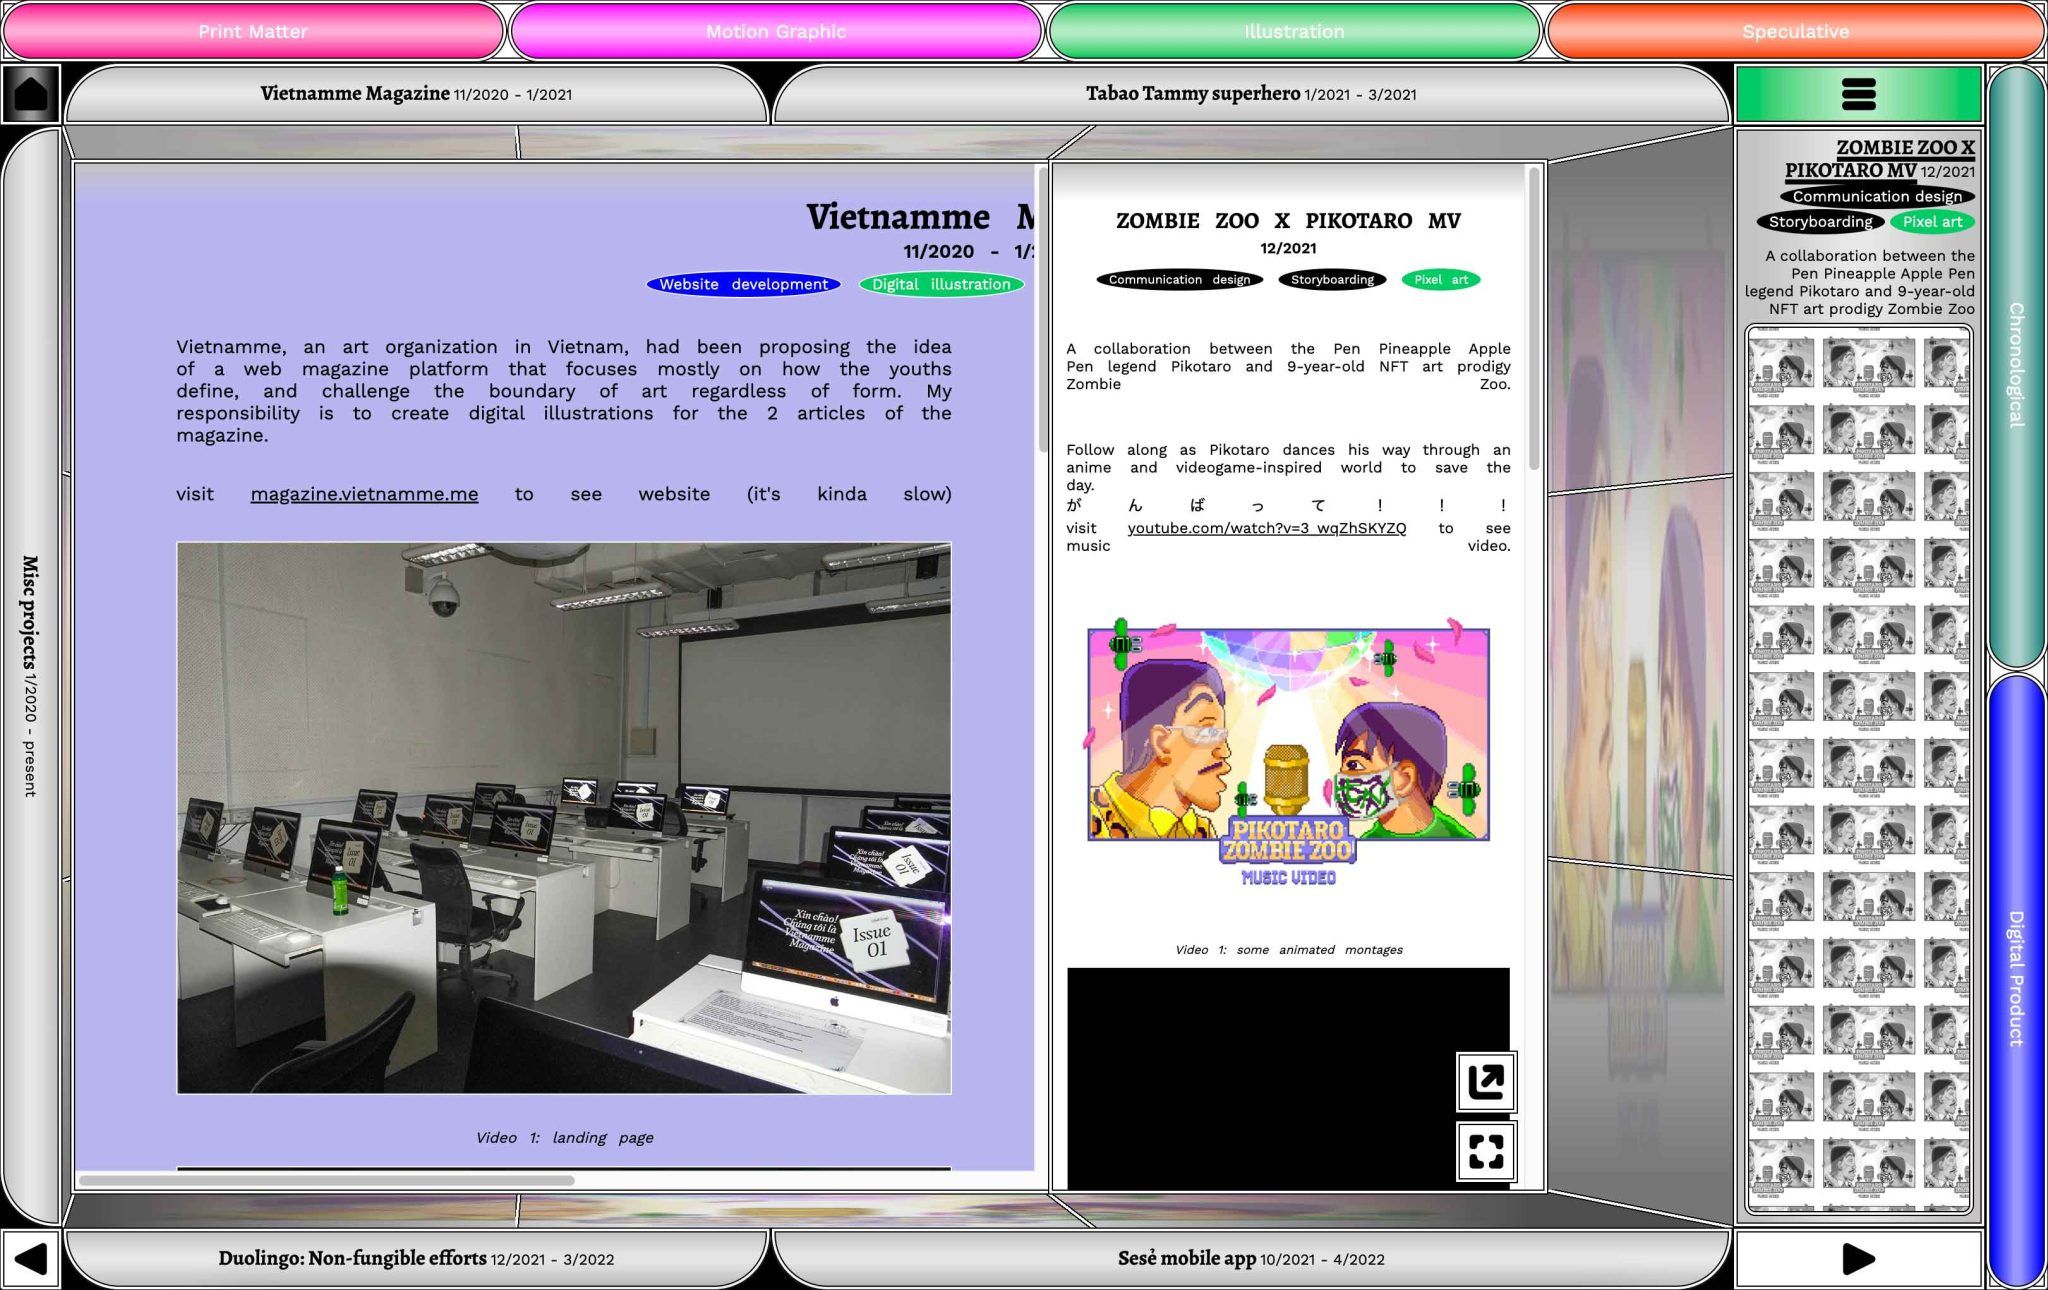 Print Matter
Motion Graphic
Illustration
Speculative
Vietnamme Magazine 11/2020 - 1/2021
Tabao Tammy superhero 1/2021 - 3/2021
Misc projects 1/2020 - present
Vietnamme M
11/2020 - 1/2
Website development
Digital illustration
Vietnamme, an art organization in Vietnam, had been proposing the idea
of a web magazine platform that focuses mostly on how the youths
define, and challenge the boundary of art regardless of form. My
responsibility is to create digital illustrations for the 2 articles of the
magazine.
visit magazine.vietnamme.me to see website (it's kinda slow)
Xin chào!
Chúng tôi là
Vietnamme
Magazine
Issue
01
Video 1: landing page
ZOMBIE ZOO X PIKOTARO MV
12/2021
Communication design
Storyboarding
Pixel art
A collaboration between the Pen Pineapple Apple
Pen legend Pikotaro and 9-year-old NFT art prodigy
Zombie Zoo.
Follow along as Pikotaro dances his way through an
anime and videogame-inspired world to save the
day.
がんばって!!!
visit youtube.com/watch?v=3_wqZhSKYZQ to see
music video.
PIKOTARO
ZOMBIE ZOO
MUSIC VIDEO
Video 1: some animated montages
ZOMBIE ZOO X
PIKOTARO MV 12/2021
Communication design
Storyboarding
Pixel art
A collaboration between the
Pen Pineapple Apple Pen
legend Pikotaro and 9-year-old
NFT art prodigy Zombie Zoo
Chronological
Digital Product
Duolingo: Non-fungible efforts 12/2021 - 3/2022
Sesẻ mobile app 10/2021 - 4/2022